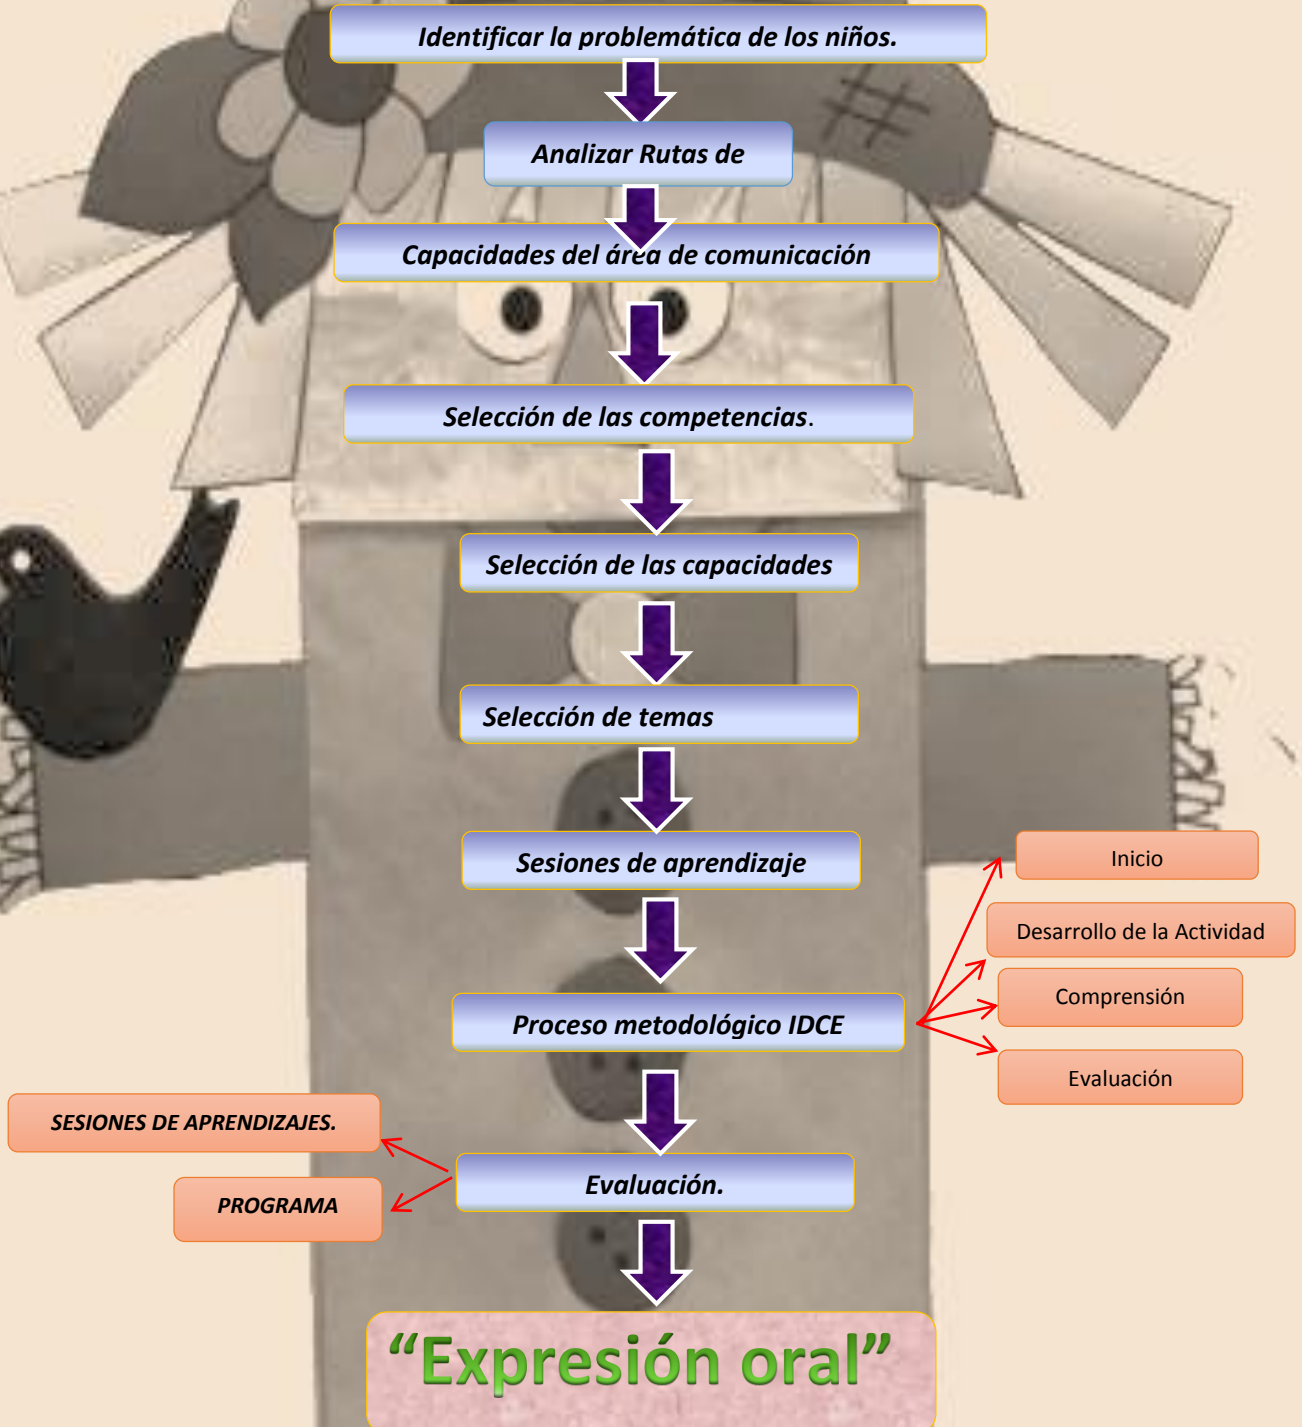 Identificar la problemática de los niños.
Analizar Rutas de
Capacidades del área de comunicación
Selección de las competencias.
Selección de las capacidades
Selección de temas
Sesiones de aprendizaje
Inicio
Desarrollo de la Actividad
Comprensión
Proceso metodológico IDCE
Evaluación
SESIONES DE APRENDIZAJES.
Evaluación.
PROGRAMA
“Expresión oral”